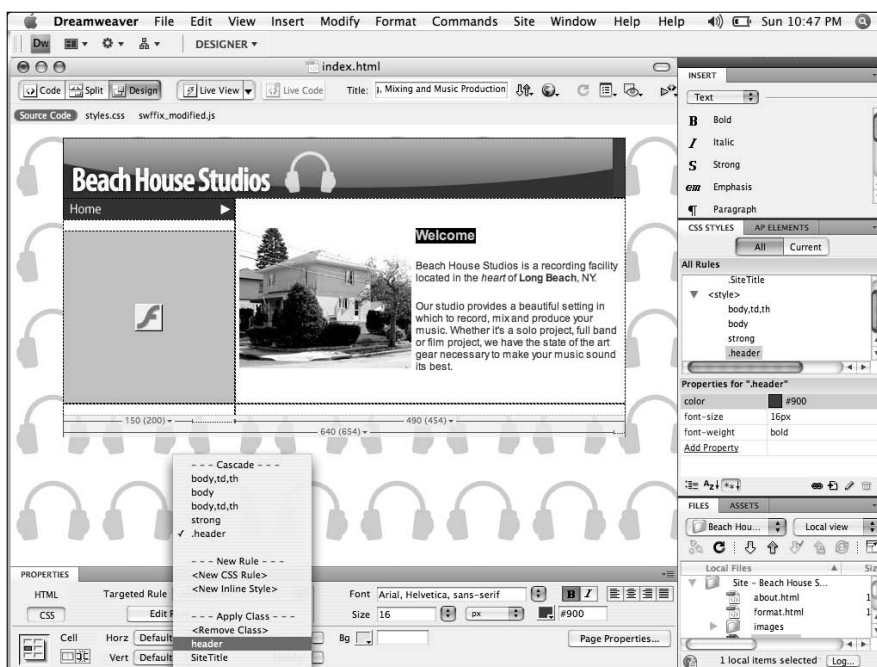 Dreamweaver File Edit View Insert Modify Format Commands Site Window Help Help Sun 10:47 PM
Dw DESIGNER
index.html
Code Split Design Live View Live Code Title: ), Mixing and Music Production
Source Code styles.css swffix_modified.js
Beach House Studios
Home
Welcome
Beach House Studios is a recording facility
located in the heart of Long Beach, NY.
Our studio provides a beautiful setting in
which to record, mix and produce your
music. Whether it's a solo project, full band
or film project, we have the state of the art
gear necessary to make your music sound
its best.
150 (200) 490 (454)
640 (654)
- - - Cascade - - -
body,td,th
body
body,td,th
strong
✓ .header
- - - New Rule - - -
<New CSS Rule>
<New Inline Style>
- - - Apply Class - - -
<Remove Class>
header
SiteTitle
PROPERTIES
HTML Targeted Rule Font Arial, Helvetica, sans-serif B I
CSS Edit Size 16 px #900
Cell Horz Default Bg Page Properties...
Vert Default
INSERT
Text
B Bold
I Italic
S Strong
em Emphasis
¶ Paragraph
CSS STYLES AP ELEMENTS
All Current
All Rules
.SiteTitle
<style>
body,td,th
body
strong
.header
Properties for ".header"
color #900
font-size 16px
font-weight bold
Add Property
FILES ASSETS
Beach Hou... Local view
Local Files Siz
Site - Beach House S...
about.html 1
format.html 1
images
1 local items selected Log...